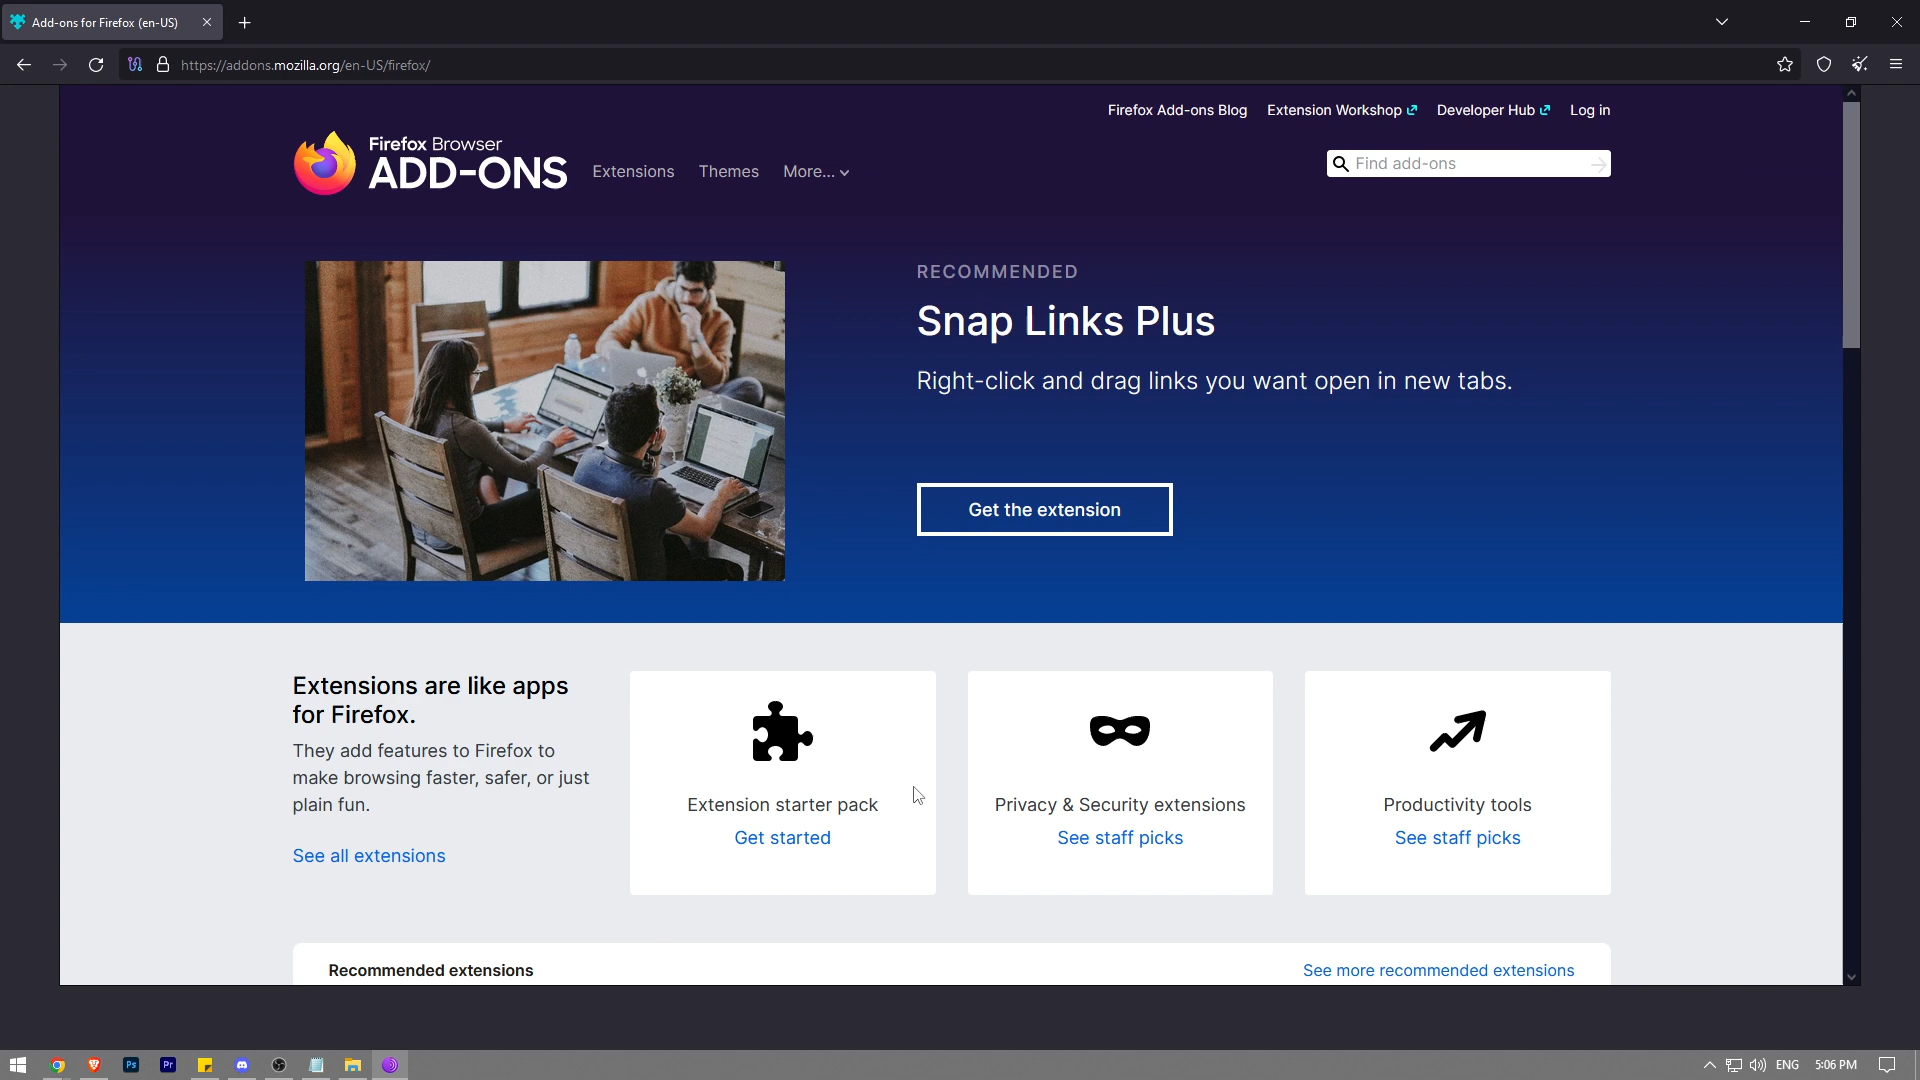 Add-ons for Firefox (en-US)
https://addons.mozilla.org/en-US/firefox/
Firefox Add-ons Blog
Extension Workshop
Developer Hub
Log in
Firefox Browser
ADD-ONS
Extensions
Themes
More...
Find add-ons
RECOMMENDED
Snap Links Plus
Right-click and drag links you want open in new tabs.
Get the extension
Extensions are like apps
for Firefox.
They add features to Firefox to
make browsing faster, safer, or just
plain fun.
See all extensions
Extension starter pack
Get started
Privacy & Security extensions
See staff picks
Productivity tools
See staff picks
Recommended extensions
See more recommended extensions
Ps
Pr
ENG
5:06 PM